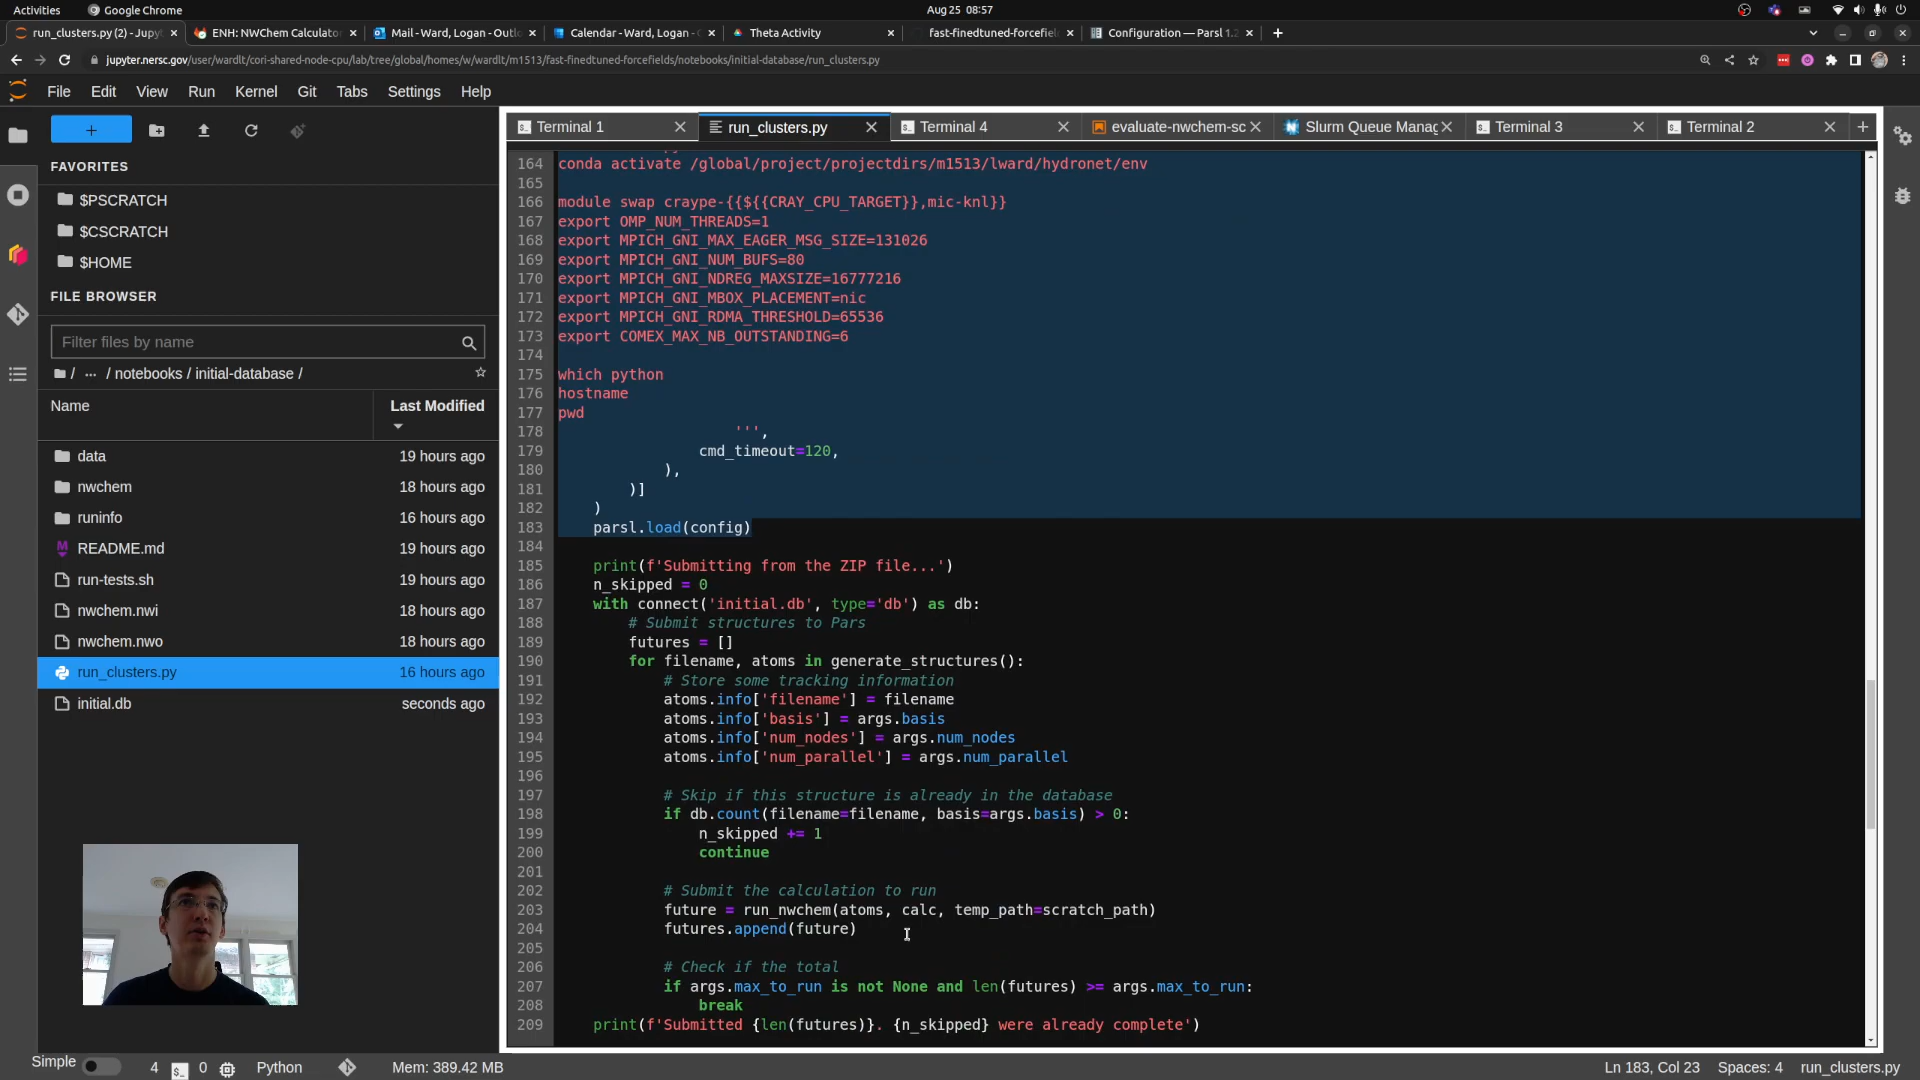 Activities
Google Chrome
Aug 25 08:57
run_clusters.py (2) - Jupyt
ENH: NWChem Calculator
Mail - Ward, Logan - Outlo
Calendar - Ward, Logan -
Theta Activity
fast-finedtuned-forcefiel
Configuration — Parsl 1.2
jupyter.nersc.gov/user/wardlt/cori-shared-node-cpu/lab/tree/global/homes/w/wardlt/m1513/fast-finedtuned-forcefields/notebooks/initial-database/run_clusters.py
File Edit View Run Kernel Git Tabs Settings Help
Terminal 1
run_clusters.py
Terminal 4
evaluate-nwchem-sc
Slurm Queue Manag
Terminal 3
Terminal 2
FAVORITES
$PSCRATCH
$CSCRATCH
$HOME
FILE BROWSER
Filter files by name
/ ... / notebooks / initial-database /
Name Last Modified
data 19 hours ago
nwchem 18 hours ago
runinfo 16 hours ago
README.md 19 hours ago
run-tests.sh 19 hours ago
nwchem.nwi 18 hours ago
nwchem.nwo 18 hours ago
run_clusters.py 16 hours ago
initial.db seconds ago
164 conda activate /global/project/projectdirs/m1513/lward/hydronet/env
165
166 module swap craype-{{${{CRAY_CPU_TARGET}},mic-knl}}
167 export OMP_NUM_THREADS=1
168 export MPICH_GNI_MAX_EAGER_MSG_SIZE=131026
169 export MPICH_GNI_NUM_BUFS=80
170 export MPICH_GNI_NDREG_MAXSIZE=16777216
171 export MPICH_GNI_MBOX_PLACEMENT=nic
172 export MPICH_GNI_RDMA_THRESHOLD=65536
173 export COMEX_MAX_NB_OUTSTANDING=6
174
175 which python
176 hostname
177 pwd
178 ''',
179 cmd_timeout=120,
180 ),
181 )]
182 )
183 parsl.load(config)
184
185 print(f'Submitting from the ZIP file...')
186 n_skipped = 0
187 with connect('initial.db', type='db') as db:
188 # Submit structures to Pars
189 futures = []
190 for filename, atoms in generate_structures():
191 # Store some tracking information
192 atoms.info['filename'] = filename
193 atoms.info['basis'] = args.basis
194 atoms.info['num_nodes'] = args.num_nodes
195 atoms.info['num_parallel'] = args.num_parallel
196
197 # Skip if this structure is already in the database
198 if db.count(filename=filename, basis=args.basis) > 0:
199 n_skipped += 1
200 continue
201
202 # Submit the calculation to run
203 future = run_nwchem(atoms, calc, temp_path=scratch_path)
204 futures.append(future)
205
206 # Check if the total
207 if args.max_to_run is not None and len(futures) >= args.max_to_run:
208 break
209 print(f'Submitted {len(futures)}. {n_skipped} were already complete')
Simple 4 0 Python Mem: 389.42 MB Ln 183, Col 23 Spaces: 4 run_clusters.py